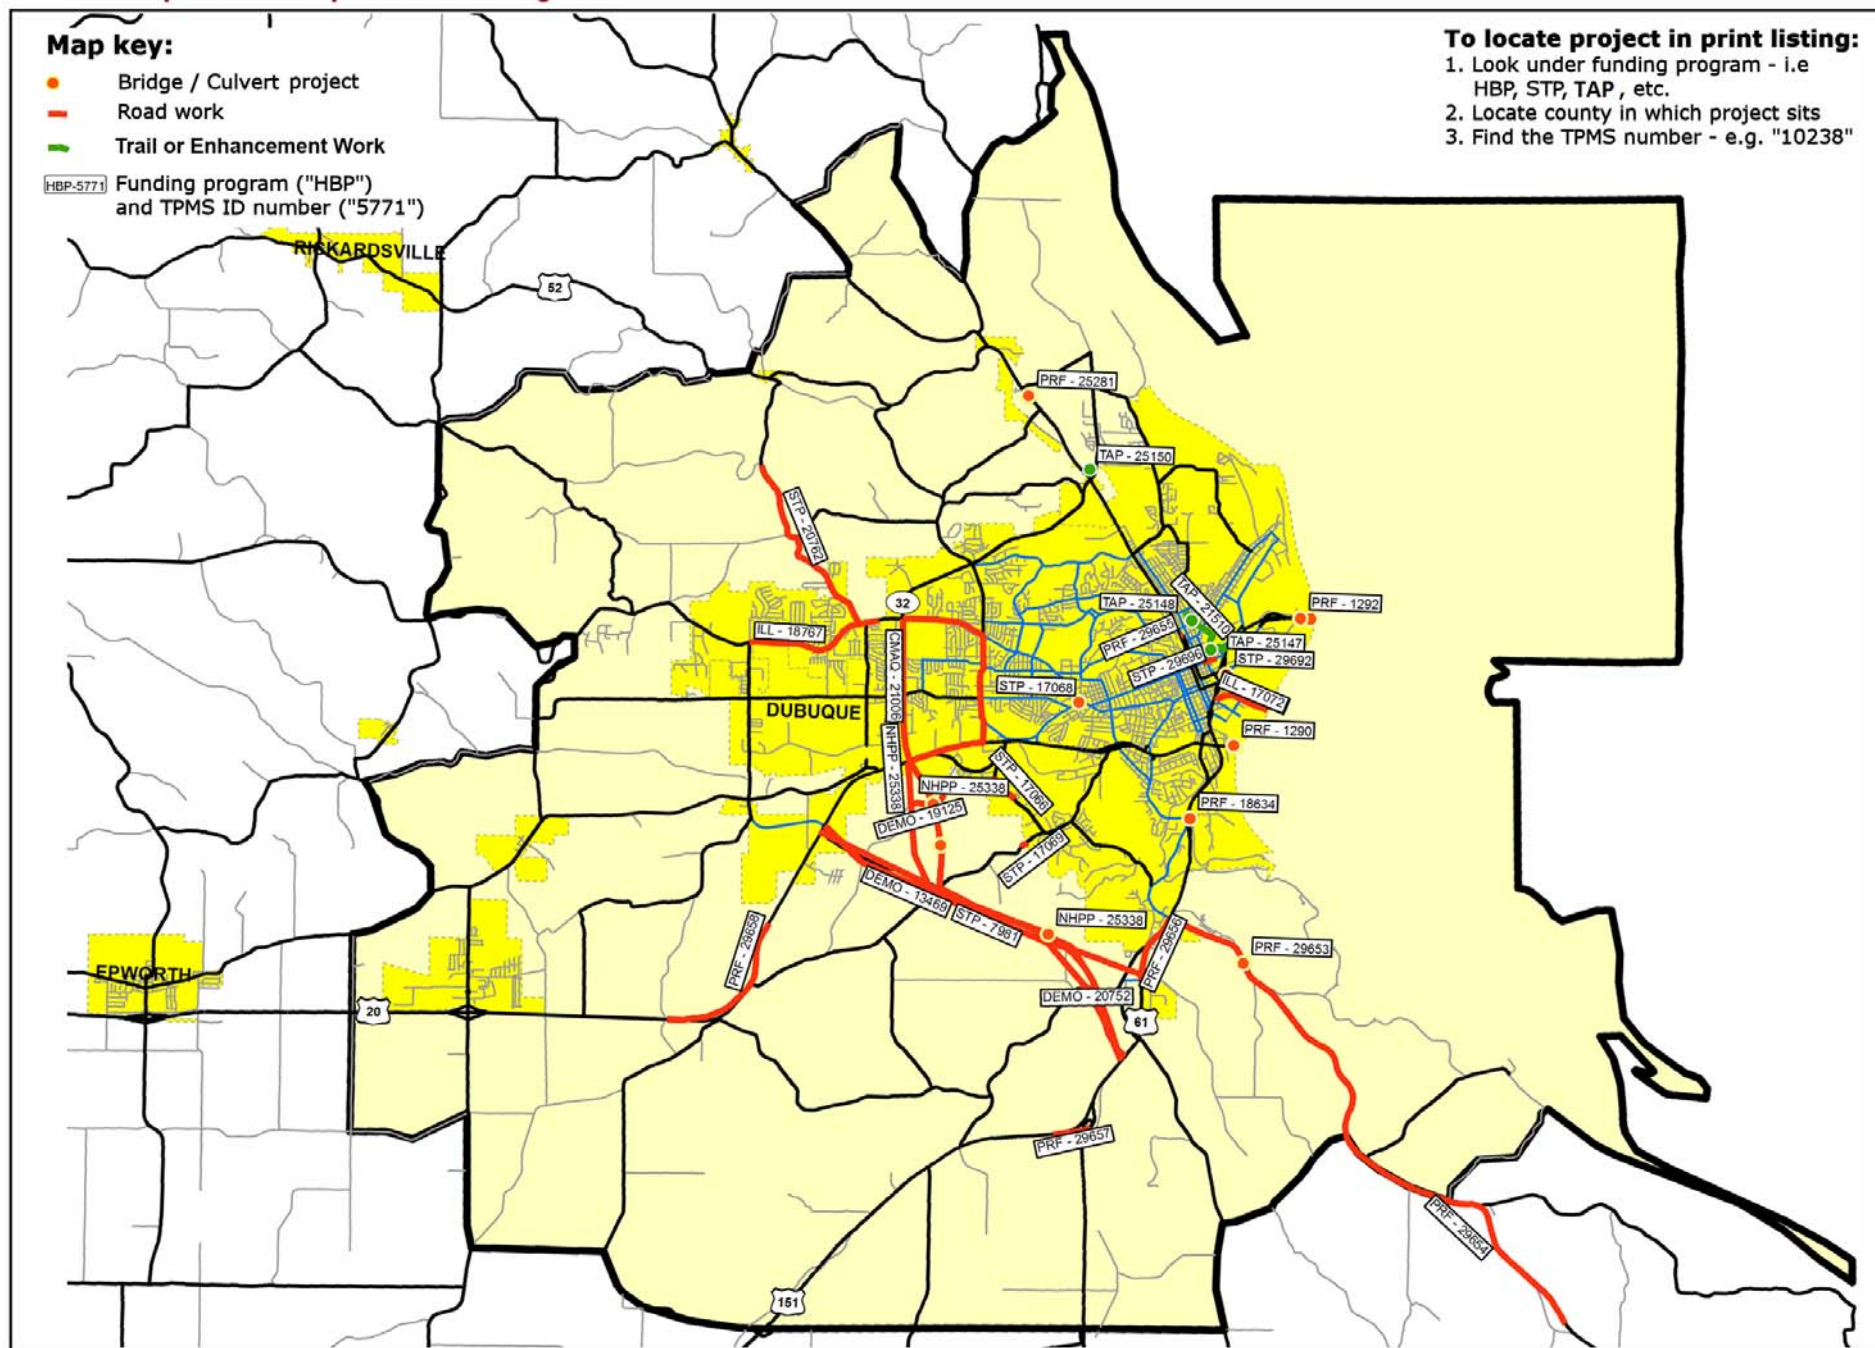 Map key:
Bridge / Culvert project
Road work
Trail or Enhancement Work
HBP-5771
Funding program ("HBP")
and TPMS ID number ("5771")
To locate project in print listing:
1. Look under funding program - i.e
HBP, STP, TAP , etc.
2. Locate county in which project sits
3. Find the TPMS number - e.g. "10238"
RICKARDSVILLE
52
PRF - 25281
TAP - 25150
STP - 20762
32
TAP - 21510
TAP - 25148
PRF - 1292
ILL - 18767
PRF - 29655
TAP - 25147
STP - 29692
STP - 29696
CMAQ - 21006
STP - 17068
ILL - 17072
DUBUQUE
PRF - 1290
NHPP - 25338
STP - 17066
NHPP - 25338
PRF - 18634
DEMO - 19125
STP - 17069
DEMO - 13469
STP - 7981
NHPP - 25338
PRF - 29658
PRF - 29656
PRF - 29653
EPWORTH
DEMO - 20752
20
61
PRF - 29657
PRF - 29654
151